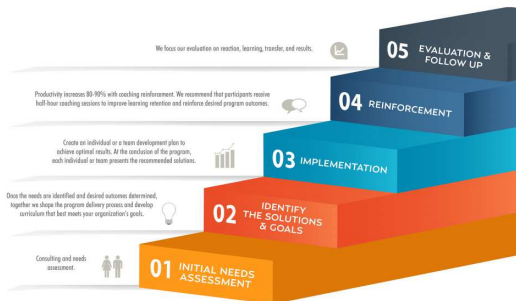 We focus our evaluation on reaction, learning, transfer, and results.
05 EVALUATION &
FOLLOW UP
Productivity increases 80-90% with coaching reinforcement. We recommend that participants receive
half-hour coaching sessions to improve learning retention and reinforce desired program outcomes.
04 REINFORCEMENT
Create an individual or a team development plan to
achieve optimal results. At the conclusion of the program,
each individual or team presents the recommended solutions.
03 IMPLEMENTATION
Once the needs are identified and desired outcomes determined,
together we shape the program delivery process and develop
curriculum that best meets your organization's goals.
02 IDENTIFY
THE SOLUTIONS
& GOALS
Consulting and needs
assessment.
01 INITIAL NEEDS
ASSESSMENT